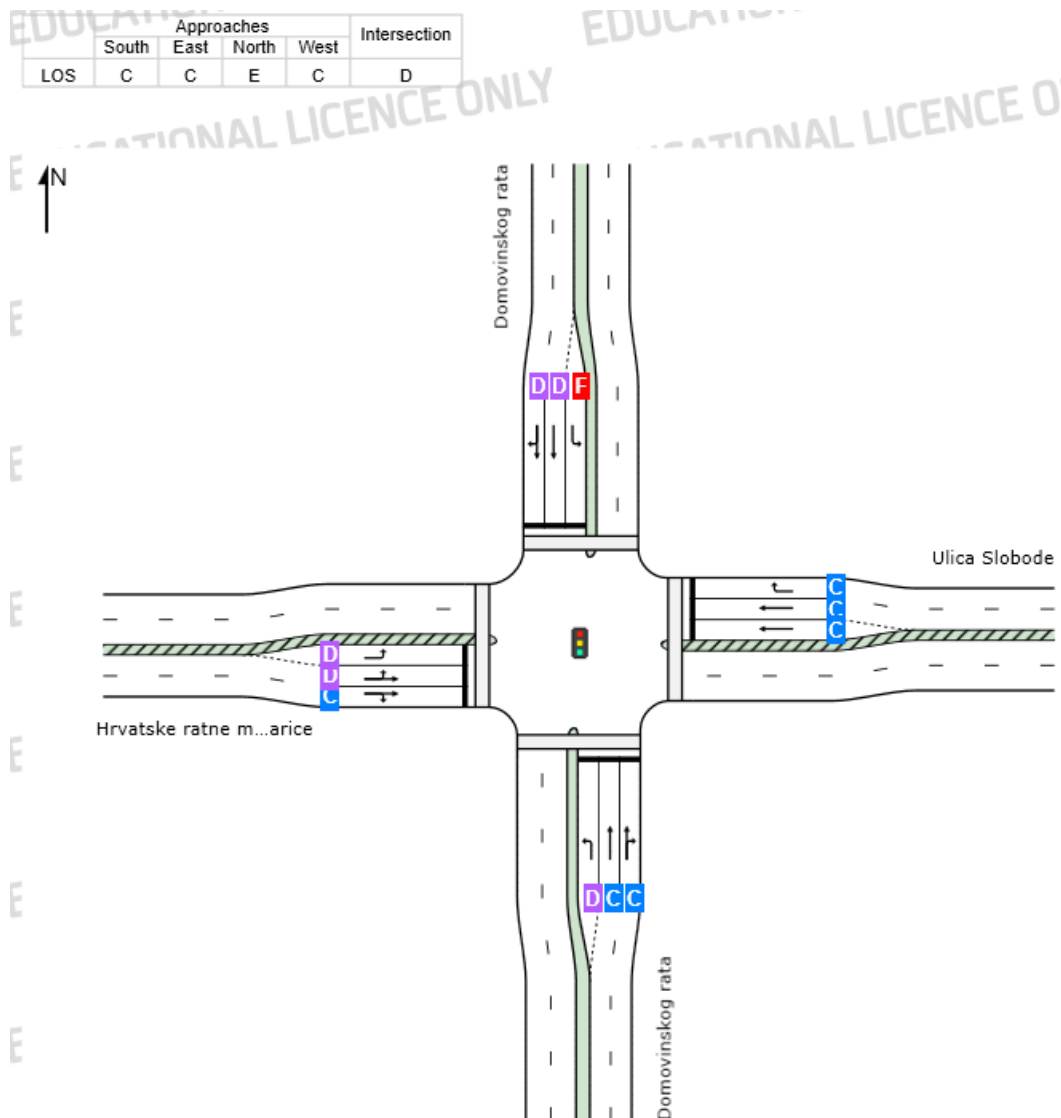 EDUCATIONAL LICENCE ONLY
Approaches Intersection
South East North West
LOS C C E C D
N
Domovinskog rata
D D F
Ulica Slobode
C
C
C
D
D
C
Hrvatske ratne m...arice
D C C
Domovinskog rata